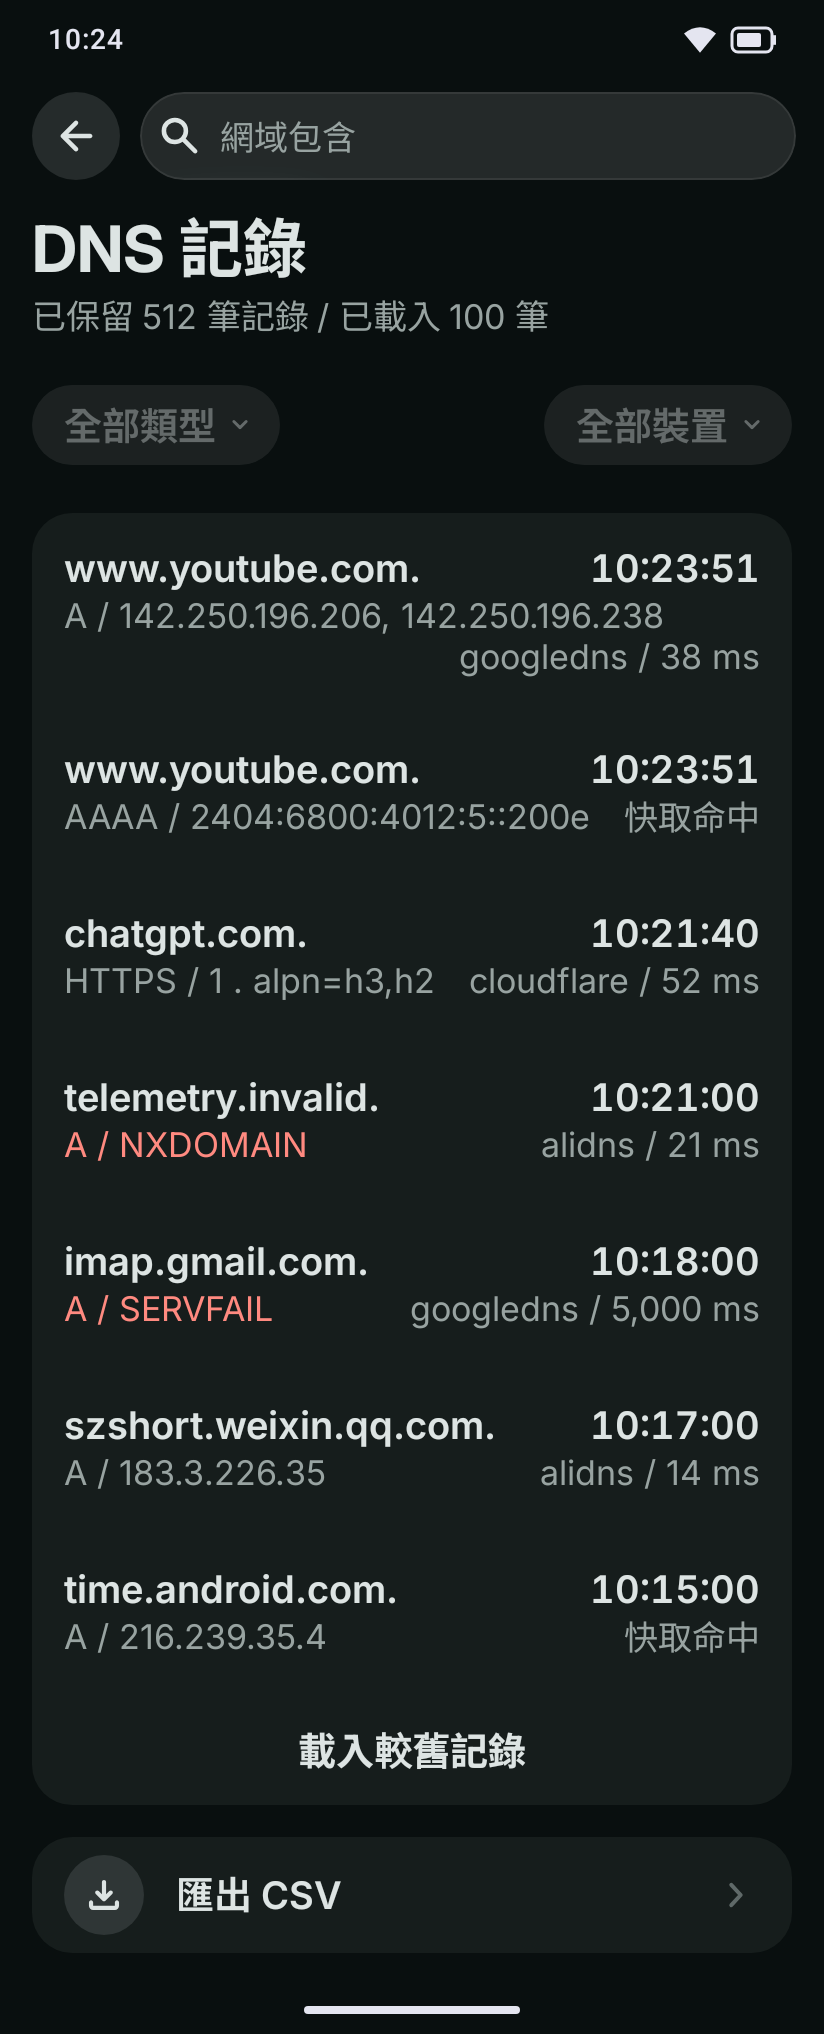 10:24
網域包含
DNS 記錄
已保留 512 筆記錄 / 已載入 100 筆
全部類型 全部裝置
www.youtube.com. 10:23:51
A / 142.250.196.206, 142.250.196.238
googledns / 38 ms
www.youtube.com. 10:23:51
AAAA / 2404:6800:4012:5::200e 快取命中
chatgpt.com. 10:21:40
HTTPS / 1 . alpn=h3,h2 cloudflare / 52 ms
telemetry.invalid. 10:21:00
A / NXDOMAIN alidns / 21 ms
imap.gmail.com. 10:18:00
A / SERVFAIL googledns / 5,000 ms
szshort.weixin.qq.com. 10:17:00
A / 183.3.226.35 alidns / 14 ms
time.android.com. 10:15:00
A / 216.239.35.4 快取命中
載入較舊記錄
匯出 CSV